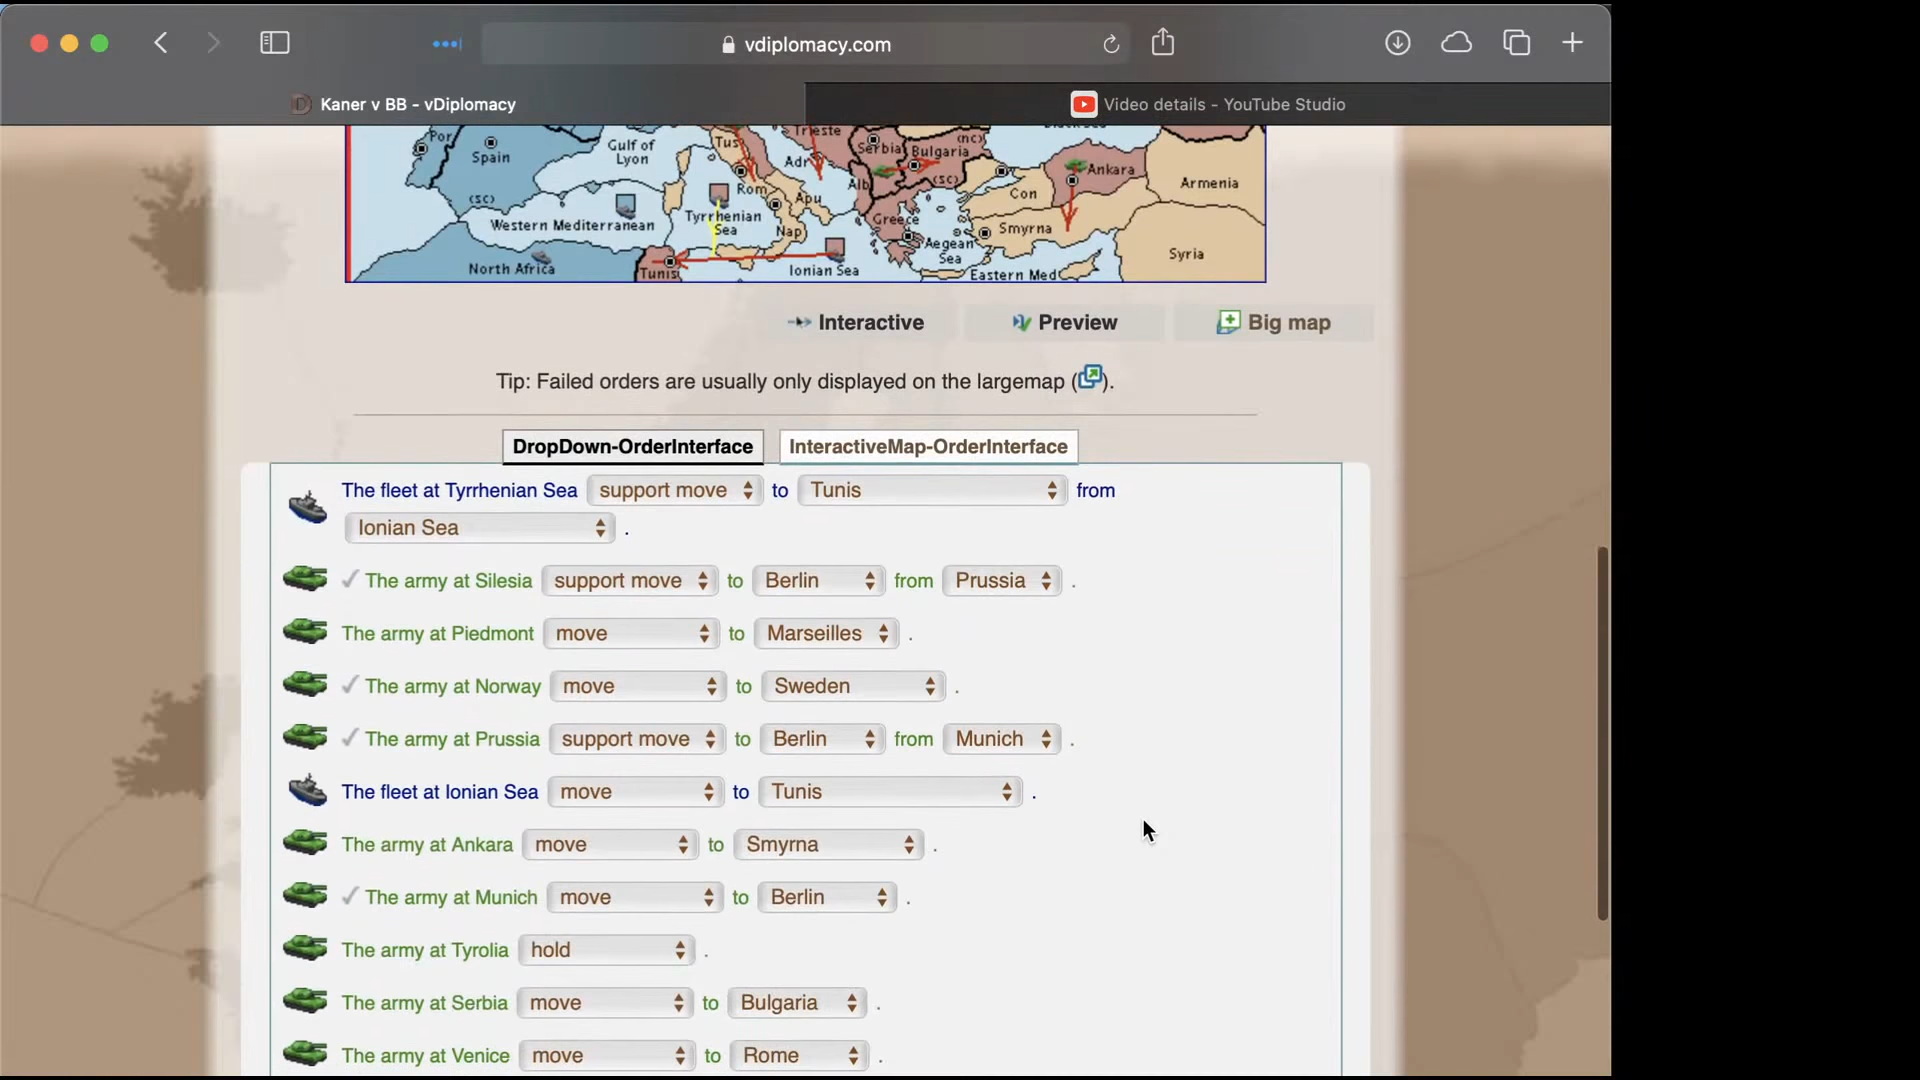 vdiplomacy.com
Kaner v BB - vDiplomacy
Video details - YouTube Studio
Por
Spain
(sc)
Gulf of
Lyon
Tus
Trieste
Adr
Serbia
(nc)
Bulgaria
(sc)
Ankara
Armenia
Rom
Apu
Alb
Con
Western Mediterranean
Tyrrhenian
Sea
Nap
Greece
Aegean
Sea
Smyrna
Syria
North Africa
Tunis
Ionian Sea
Eastern Med
Interactive
Preview
Big map
Tip: Failed orders are usually only displayed on the largemap ( ).
DropDown-OrderInterface
InteractiveMap-OrderInterface
The fleet at Tyrrhenian Sea support move to Tunis from
Ionian Sea .
The army at Silesia support move to Berlin from Prussia .
The army at Piedmont move to Marseilles .
The army at Norway move to Sweden .
The army at Prussia support move to Berlin from Munich .
The fleet at Ionian Sea move to Tunis .
The army at Ankara move to Smyrna .
The army at Munich move to Berlin .
The army at Tyrolia hold .
The army at Serbia move to Bulgaria .
The army at Venice move to Rome .